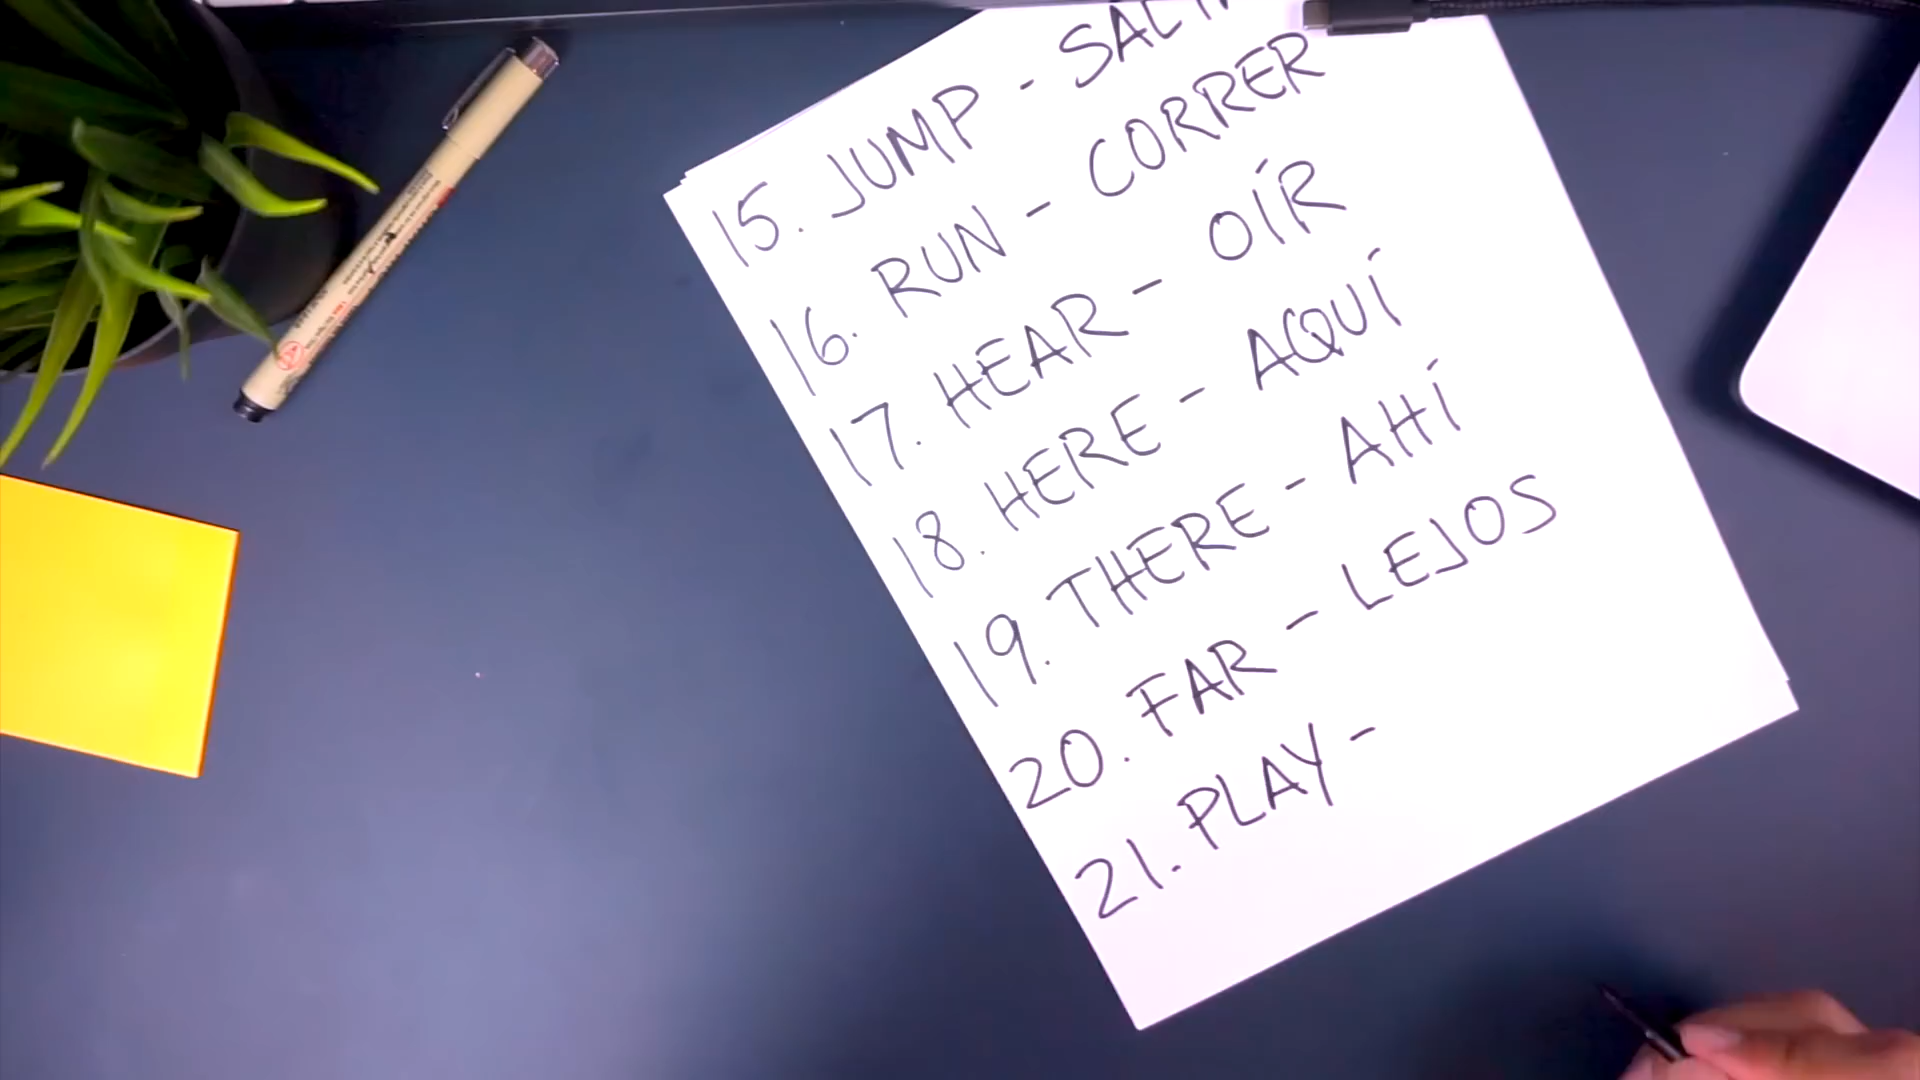 15. JUMP -
16. RUN - CORRER
17. HEAR - OÍR
18. HERE - AQUÍ
19. THERE - AHÍ
20. FAR - LEJOS
21. PLAY -